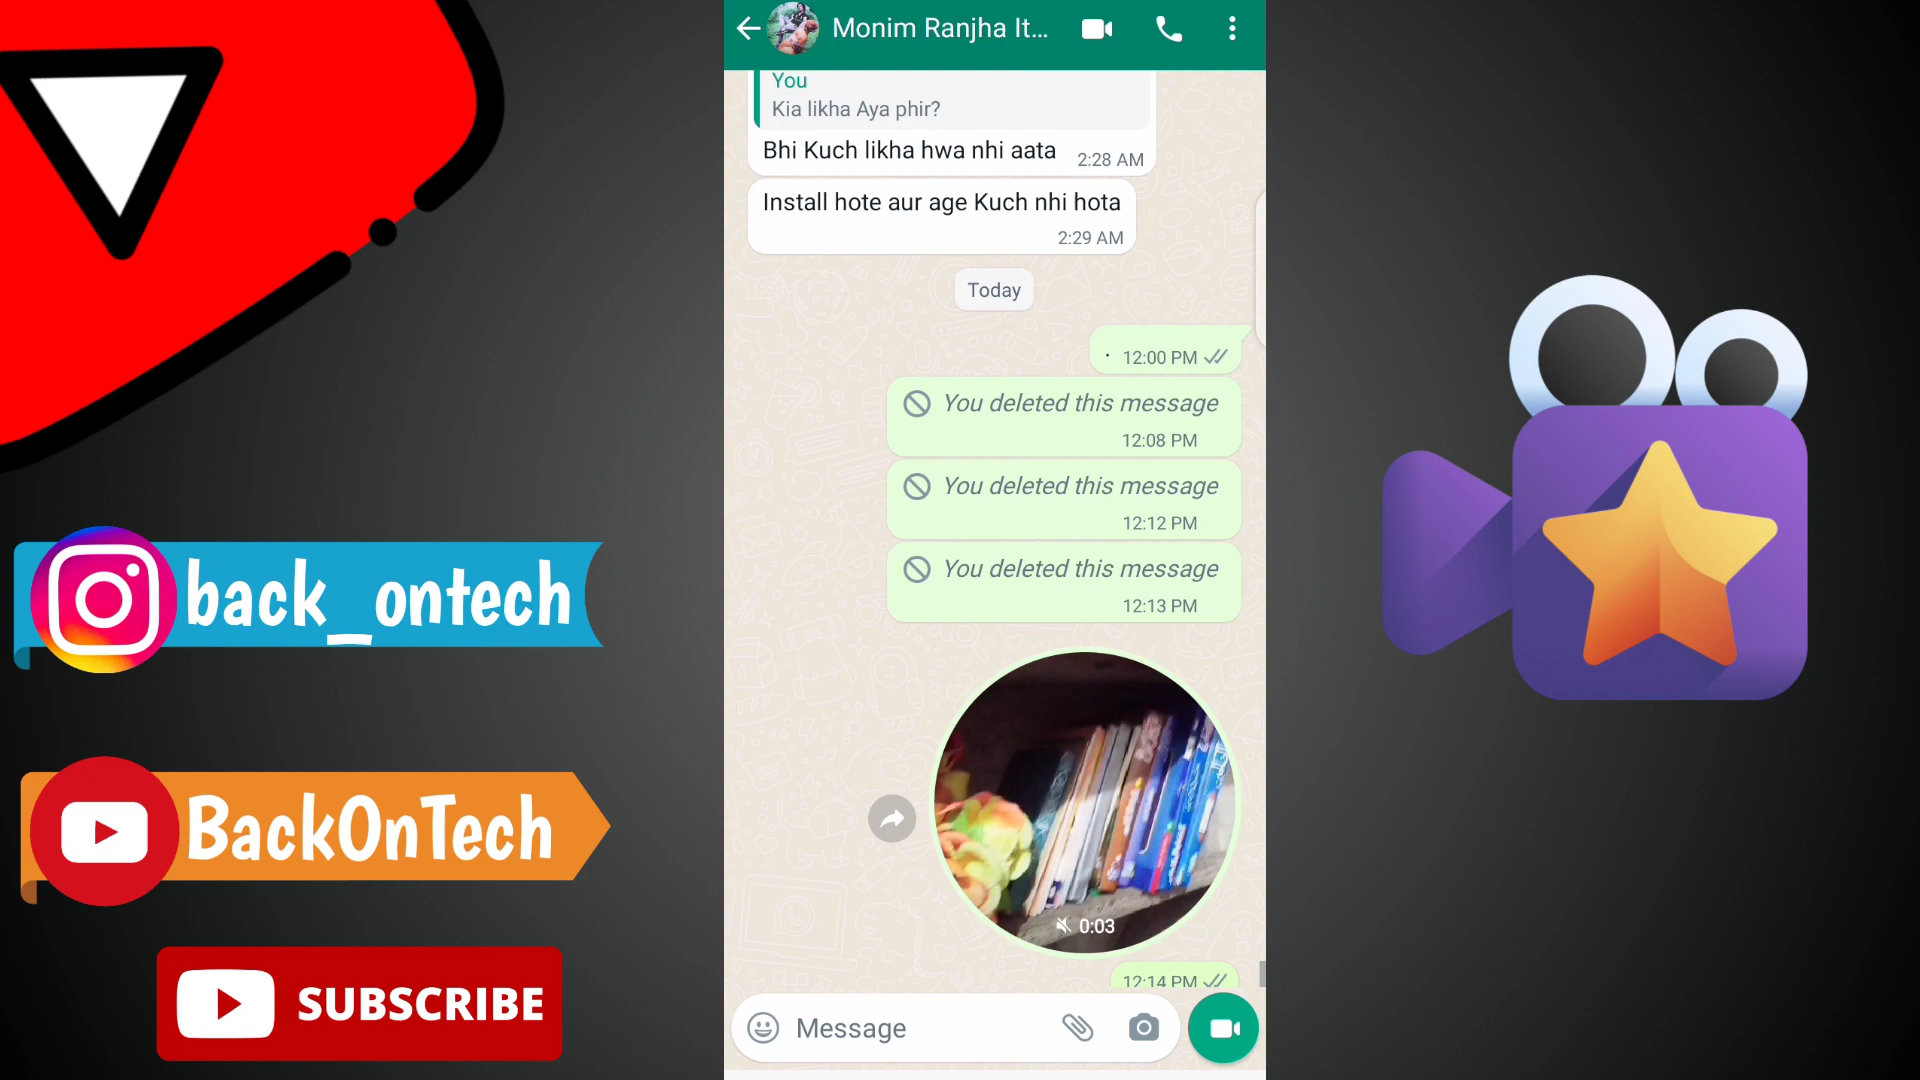 Monim Ranjha It...
You
Kia likha Aya phir?
Bhi Kuch likha hwa nhi aata
2:28 AM
Install hote aur age Kuch nhi hota
2:29 AM
Today
. 12:00 PM
You deleted this message
12:08 PM
You deleted this message
12:12 PM
You deleted this message
12:13 PM
0:03
12:14 PM
Message
back_ontech
BackOnTech
SUBSCRIBE